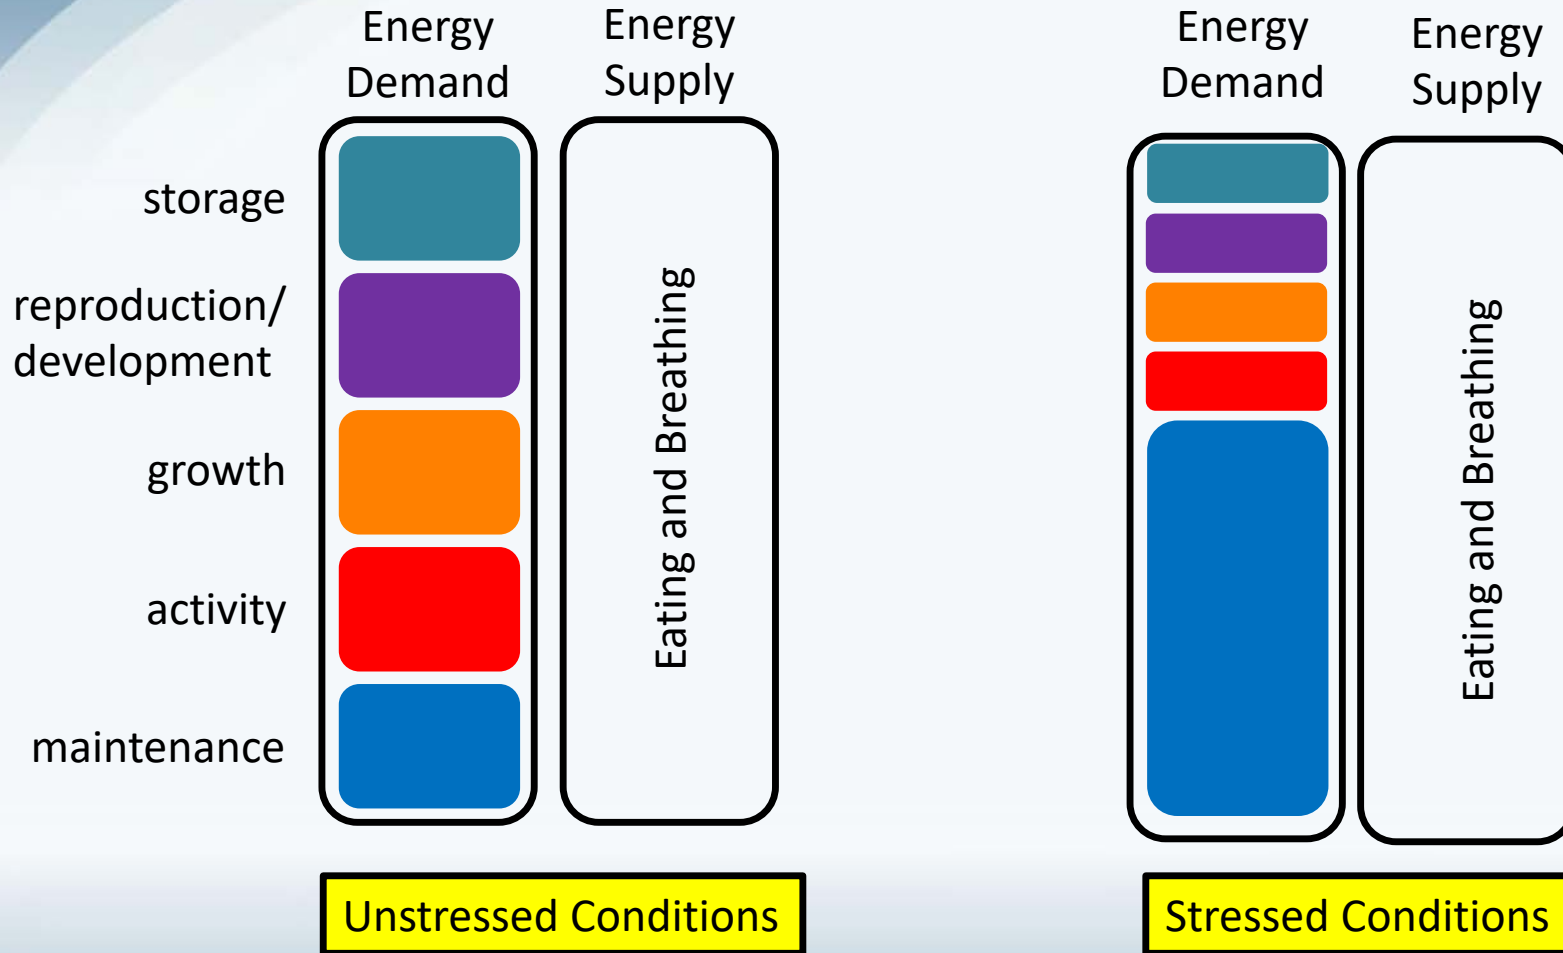 Energy
Demand
Energy
Supply
storage
reproduction/
development
growth
activity
maintenance
Eating and Breathing
Unstressed Conditions
Energy
Demand
Energy
Supply
Eating and Breathing
Stressed Conditions